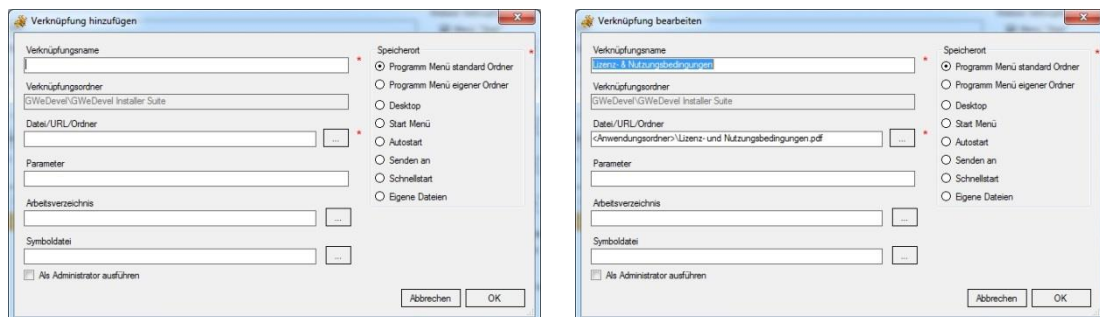 Verknüpfung hinzufügen
Verknüpfungsname
*
Verknüpfungsordner
GWeDevel\GWeDevel Installer Suite
Datei/URL/Ordner
... *
Parameter
Arbeitsverzeichnis
...
Symboldatei
...
Als Administrator ausführen
Speicherort
*
Programm Menü standard Ordner
Programm Menü eigener Ordner
Desktop
Start Menü
Autostart
Senden an
Schnellstart
Eigene Dateien
Abbrechen OK
Verknüpfung bearbeiten
Verknüpfungsname
Lizenz- & Nutzungsbedingungen *
Verknüpfungsordner
GWeDevel\GWeDevel Installer Suite
Datei/URL/Ordner
<Anwendungsordner>\Lizenz- und Nutzungsbedingungen.pdf ... *
Parameter
Arbeitsverzeichnis
...
Symboldatei
...
Als Administrator ausführen
Speicherort
*
Programm Menü standard Ordner
Programm Menü eigener Ordner
Desktop
Start Menü
Autostart
Senden an
Schnellstart
Eigene Dateien
Abbrechen OK